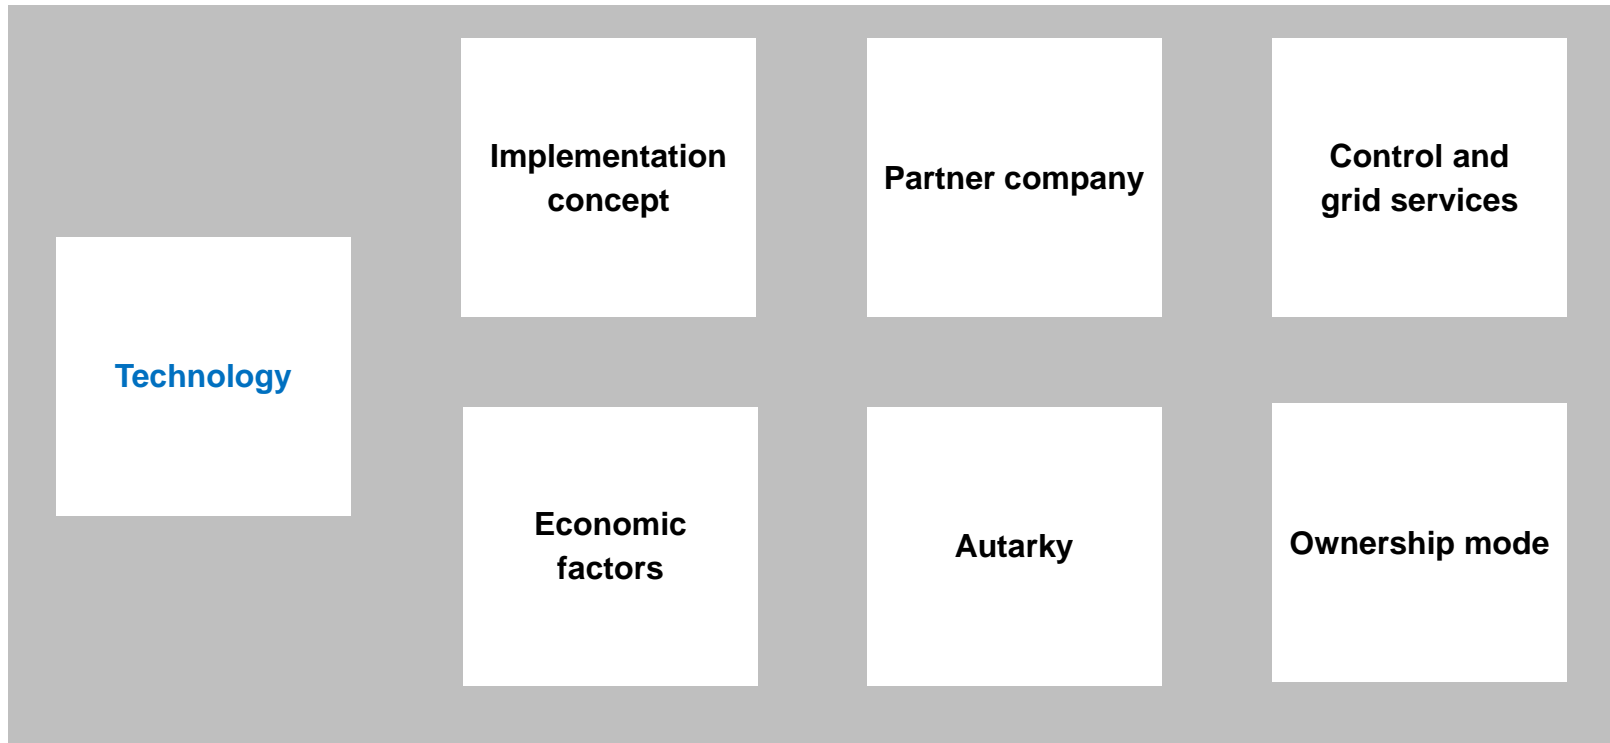 Technology
Implementation
concept
Partner company
Control and
grid services
Economic
factors
Autarky
Ownership mode